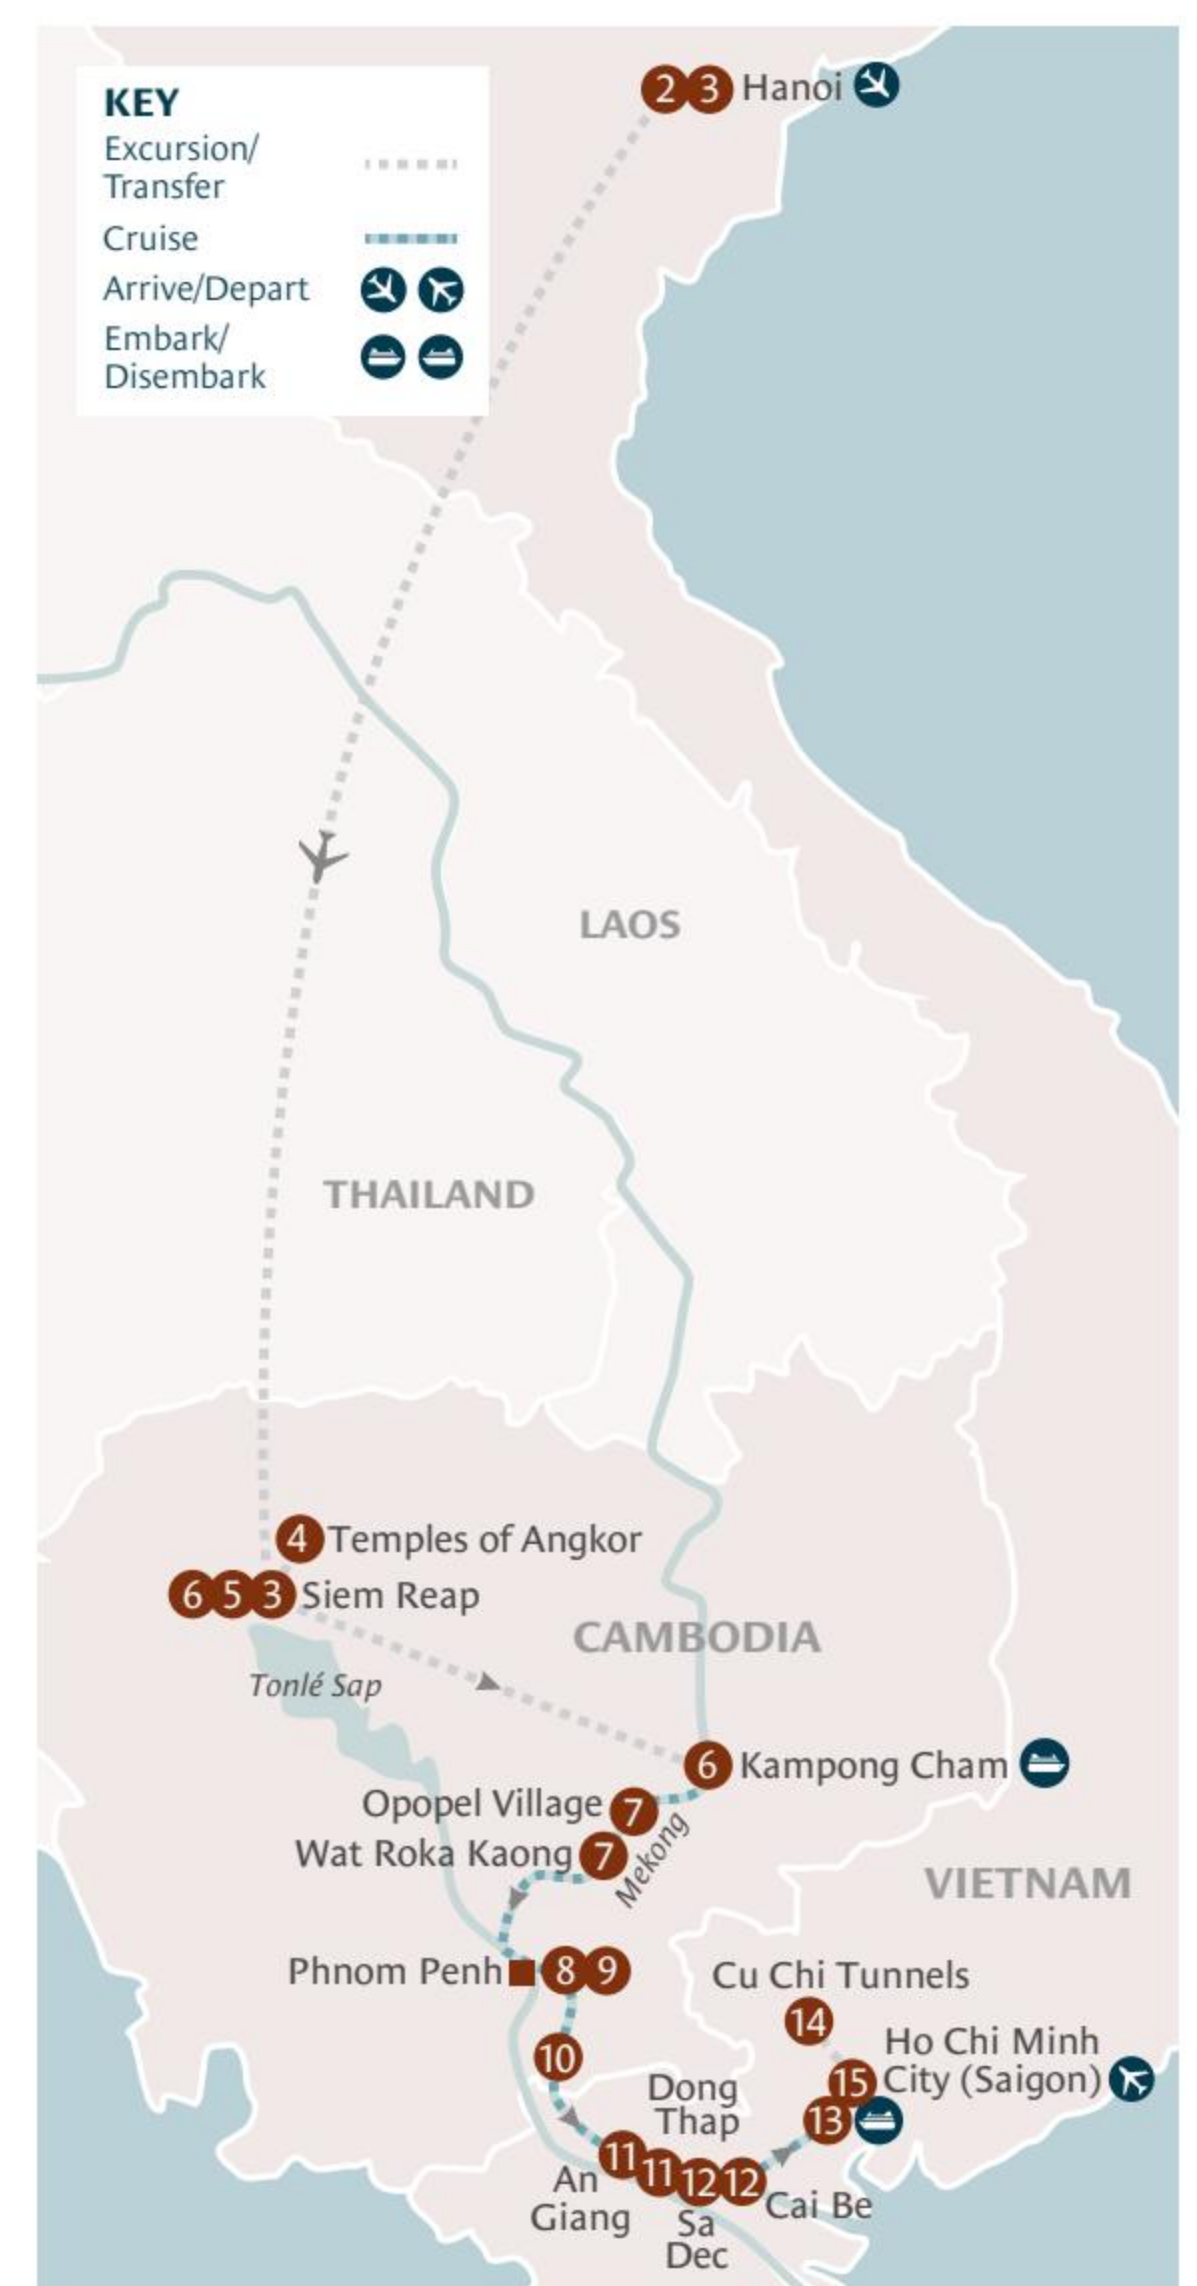 KEY
Excursion/
Transfer
Cruise
Arrive/Depart
Embark/
Disembark
2 3 Hanoi
LAOS
THAILAND
4 Temples of Angkor
6 5 3 Siem Reap
CAMBODIA
Tonlé Sap
6 Kampong Cham
Opopel Village 7
Wat Roka Kaong 7
Mekong
VIETNAM
Phnom Penh 8 9
Cu Chi Tunnels
14
Ho Chi Minh
15 City (Saigon)
13
10
Dong
Thap
11 11 12 12
An
Giang
Sa
Dec
Cai Be